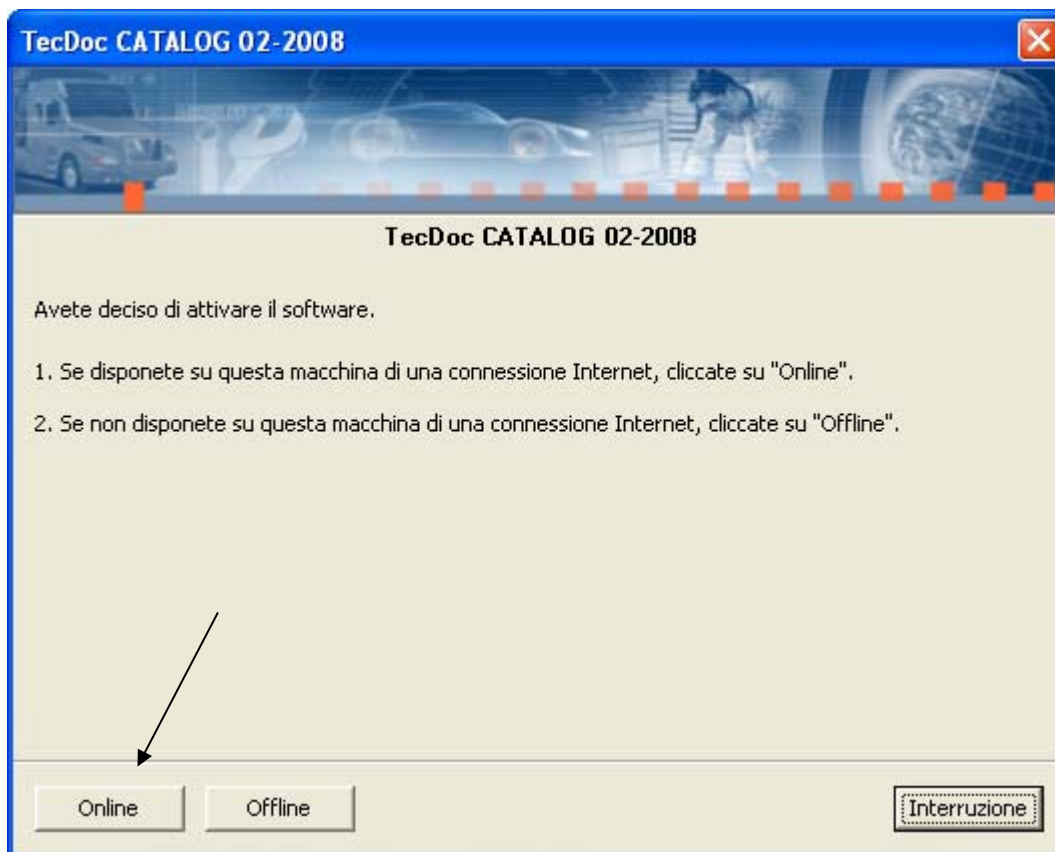 TecDoc CATALOG 02-2008
TecDoc CATALOG 02-2008
Avete deciso di attivare il software.
1. Se disponete su questa macchina di una connessione Internet, cliccate su "Online".
2. Se non disponete su questa macchina di una connessione Internet, cliccate su "Offline".
Online
Offline
Interruzione